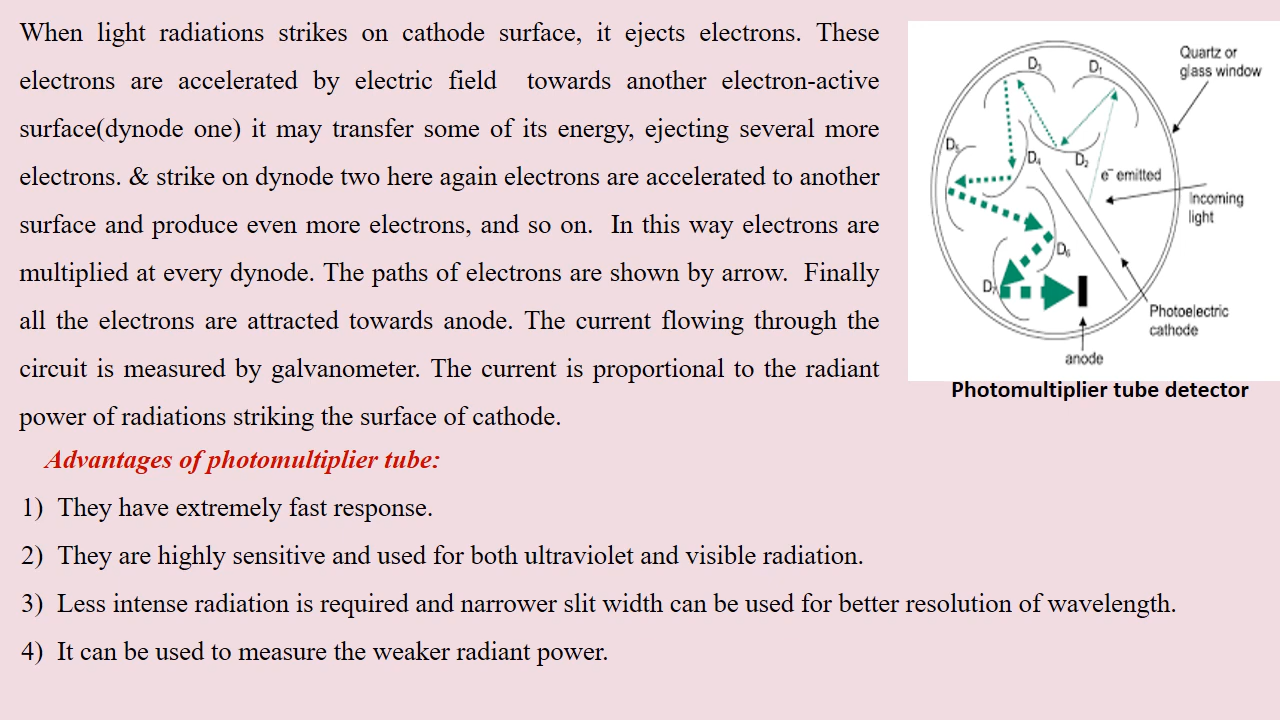 When light radiations strikes on cathode surface, it ejects electrons. These
electrons are accelerated by electric field towards another electron-active
surface(dynode one) it may transfer some of its energy, ejecting several more
electrons. & strike on dynode two here again electrons are accelerated to another
surface and produce even more electrons, and so on. In this way electrons are
multiplied at every dynode. The paths of electrons are shown by arrow. Finally
all the electrons are attracted towards anode. The current flowing through the
circuit is measured by galvanometer. The current is proportional to the radiant
power of radiations striking the surface of cathode.
Quartz or
glass window
D₃
D₁
D₅
D₄
D₂
e⁻ emitted
Incoming
light
D₆
D₇
Photoelectric
cathode
anode
Photomultiplier tube detector
Advantages of photomultiplier tube:
1) They have extremely fast response.
2) They are highly sensitive and used for both ultraviolet and visible radiation.
3) Less intense radiation is required and narrower slit width can be used for better resolution of wavelength.
4) It can be used to measure the weaker radiant power.